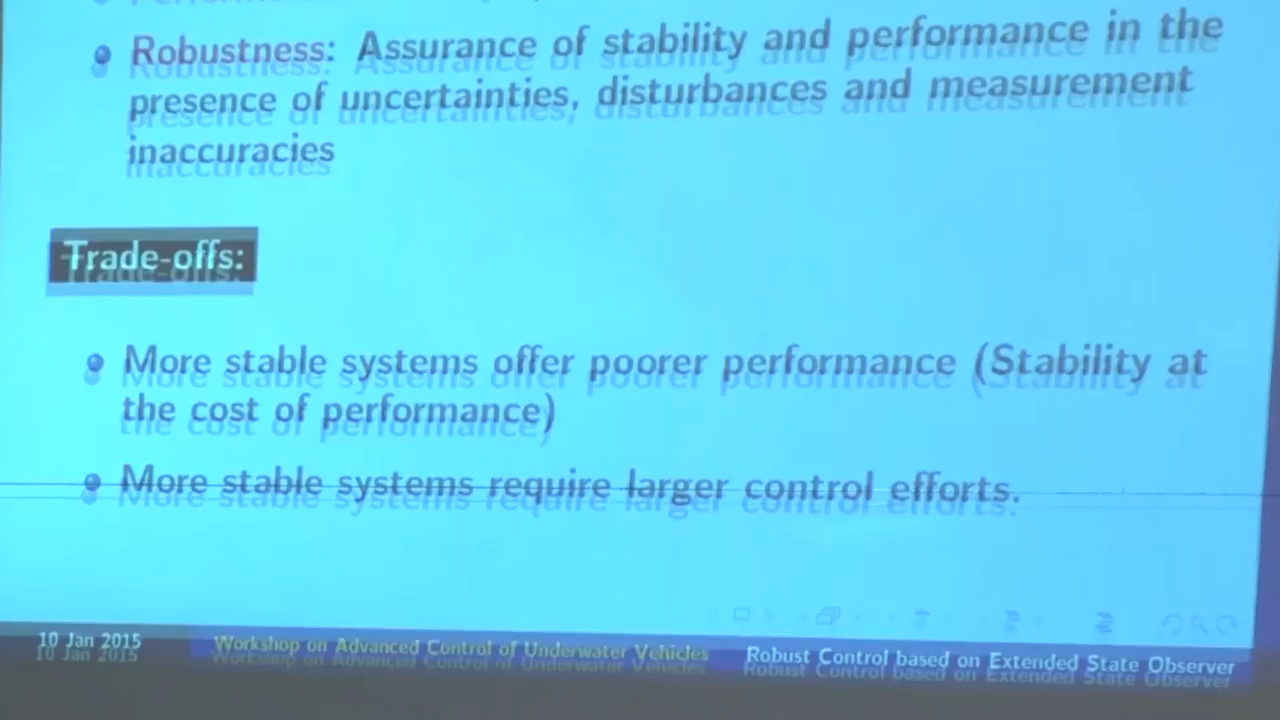 Robustness: Assurance of stability and performance in the
presence of uncertainties, disturbances and measurement
inaccuracies
Trade-offs:
More stable systems offer poorer performance (Stability at
the cost of performance)
More stable systems require larger control efforts.
10 Jan 2015
Workshop on Advanced Control of Underwater Vehicles
Robust Control based on Extended State Observer